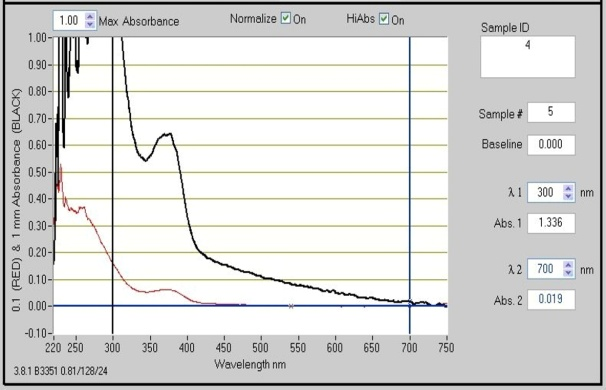 1.00 Max Absorbance Normalize On HiAbs On
Sample ID
4
Sample # 5
Baseline 0.000
λ 1 300 nm
Abs. 1 1.336
λ 2 700 nm
Abs. 2 0.019
0.1 (RED) & 1 mm Absorbance (BLACK)
1.00
0.90
0.80
0.70
0.60
0.50
0.40
0.30
0.20
0.10
0.00
-0.10
220 250 300 350 400 450 500 550 600 650 700 750
Wavelength nm
3.8.1 B3351 0.81/128/24